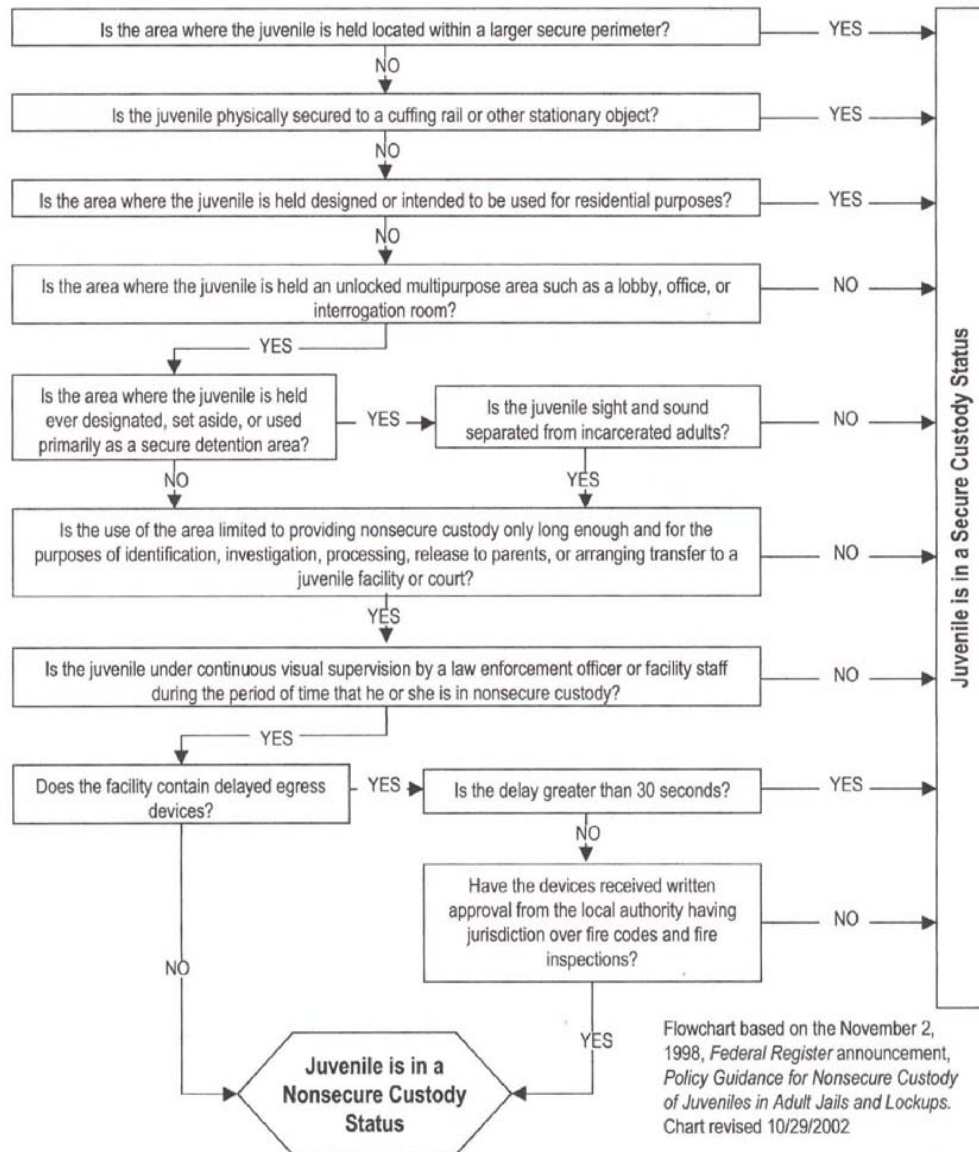 Is the area where the juvenile is held located within a larger secure perimeter?
YES
NO
Is the juvenile physically secured to a cuffing rail or other stationary object?
YES
NO
Is the area where the juvenile is held designed or intended to be used for residential purposes?
YES
NO
Is the area where the juvenile is held an unlocked multipurpose area such as a lobby, office, or
interrogation room?
NO
YES
Is the area where the juvenile is held
ever designated, set aside, or used
primarily as a secure detention area?
YES
Is the juvenile sight and sound
separated from incarcerated adults?
NO
NO
YES
Is the use of the area limited to providing nonsecure custody only long enough and for the
purposes of identification, investigation, processing, release to parents, or arranging transfer to a
juvenile facility or court?
NO
YES
Is the juvenile under continuous visual supervision by a law enforcement officer or facility staff
during the period of time that he or she is in nonsecure custody?
NO
YES
Does the facility contain delayed egress
devices?
YES
Is the delay greater than 30 seconds?
YES
NO
Have the devices received written
approval from the local authority having
jurisdiction over fire codes and fire
inspections?
NO
NO
YES
Juvenile is in a
Nonsecure Custody
Status
Juvenile is in a Secure Custody Status
Flowchart based on the November 2,
1998, Federal Register announcement,
Policy Guidance for Nonsecure Custody
of Juveniles in Adult Jails and Lockups.
Chart revised 10/29/2002